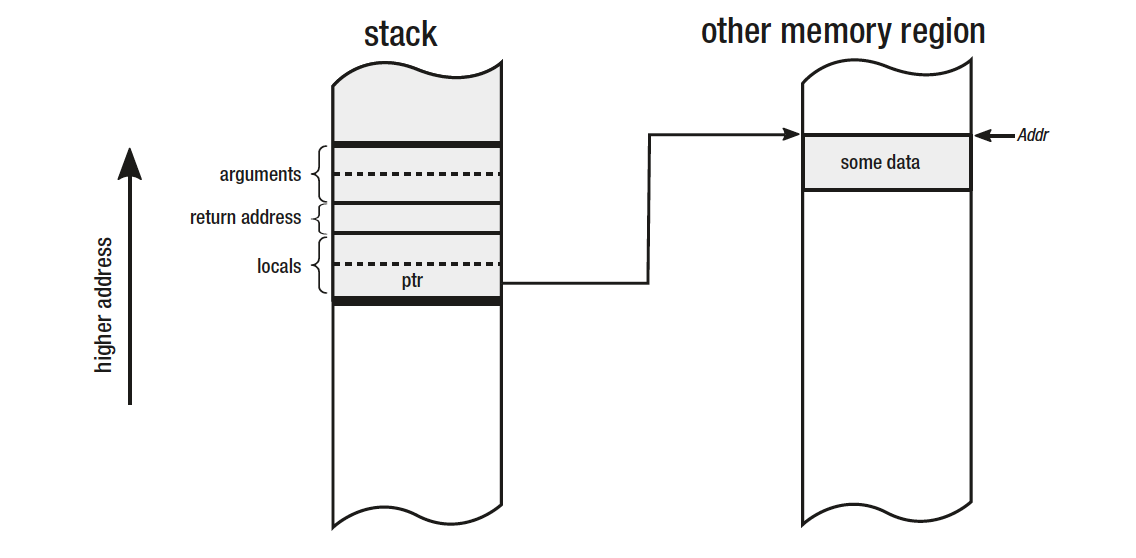 stack
other memory region
Addr
some data
arguments
return address
locals
ptr
higher address